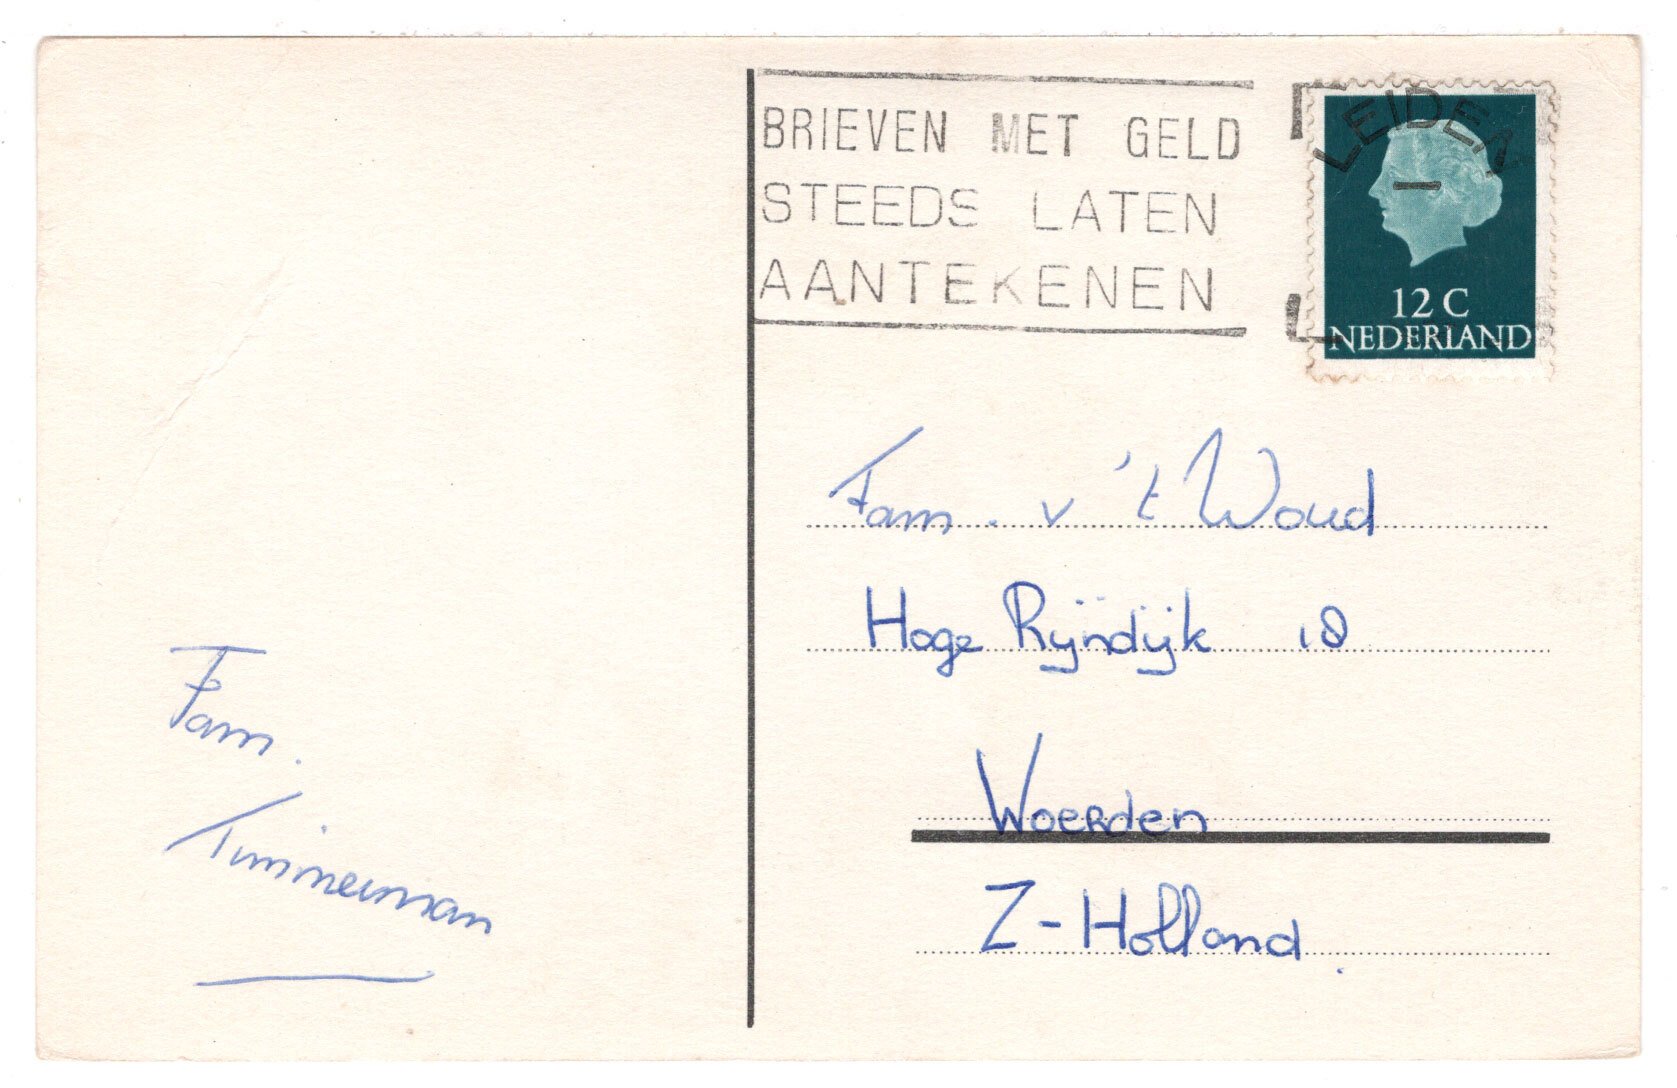 BRIEVEN MET GELD
STEEDS LATEN
AANTEKENEN
LEIDEN
12 C
NEDERLAND
Fam. v 't Woud
Hoge Rijndijk 18
Woerden
Z-Holland.
Fam.
Timmerman